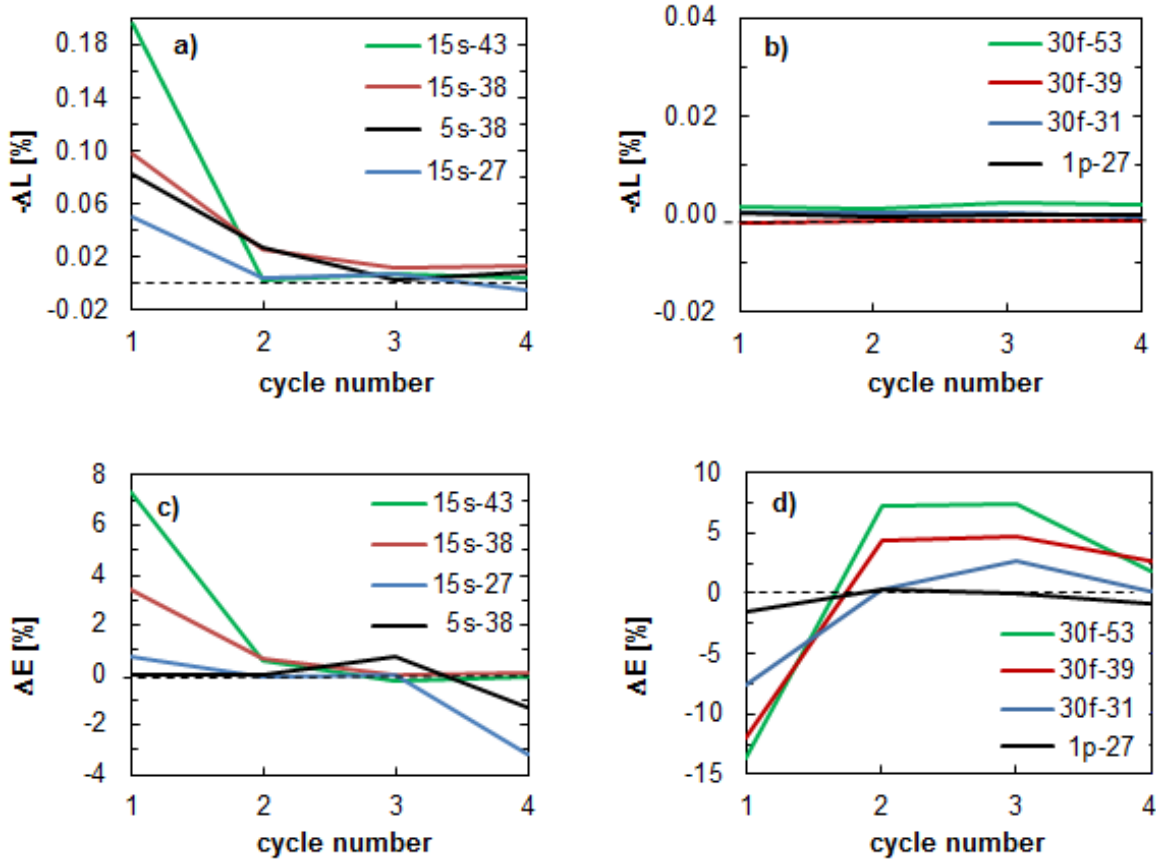 a)
-ΔL [%]
0.18
0.14
0.10
0.06
0.02
-0.02
15s-43
15s-38
5s-38
15s-27
1 2 3 4
cycle number
b)
-ΔL [%]
0.04
0.02
0.00
-0.02
30f-53
30f-39
30f-31
1p-27
1 2 3 4
cycle number
c)
ΔE [%]
8
6
4
2
0
-2
-4
15s-43
15s-38
15s-27
5s-38
1 2 3 4
cycle number
d)
ΔE [%]
10
5
0
-5
-10
-15
30f-53
30f-39
30f-31
1p-27
1 2 3 4
cycle number